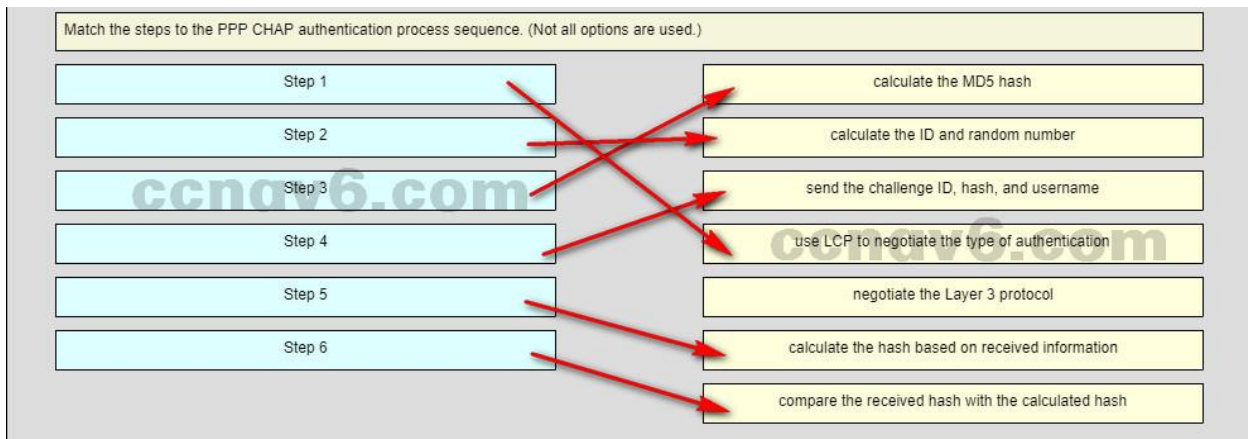 Match the steps to the PPP CHAP authentication process sequence. (Not all options are used.)
Step 1
calculate the MD5 hash
Step 2
calculate the ID and random number
Step 3
send the challenge ID, hash, and username
Step 4
use LCP to negotiate the type of authentication
Step 5
negotiate the Layer 3 protocol
Step 6
calculate the hash based on received information
compare the received hash with the calculated hash
ccnav6.com
ccnav6.com